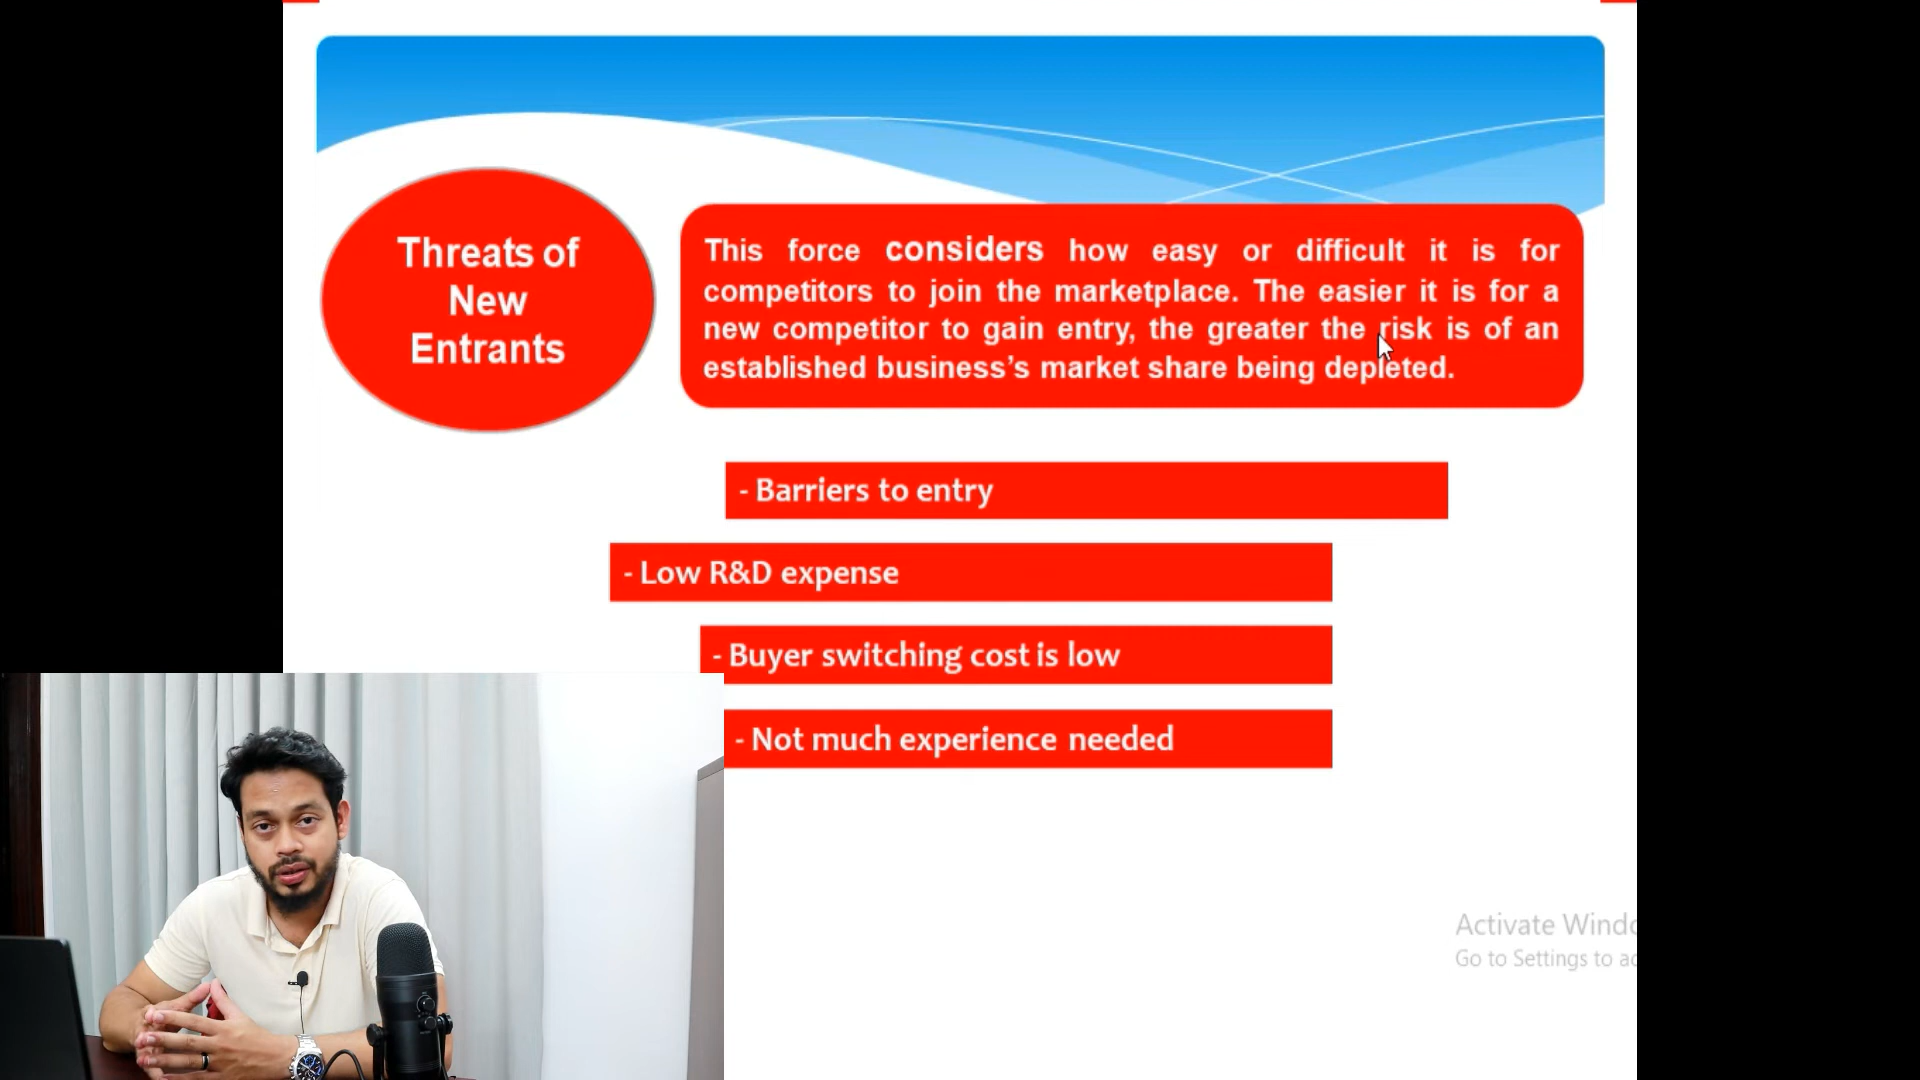 Threats of
New
Entrants
This force considers how easy or difficult it is for
competitors to join the marketplace. The easier it is for a
new competitor to gain entry, the greater the risk is of an
established business’s market share being depleted.
- Barriers to entry
- Low R&D expense
- Buyer switching cost is low
- Not much experience needed
Activate Windo
Go to Settings to a